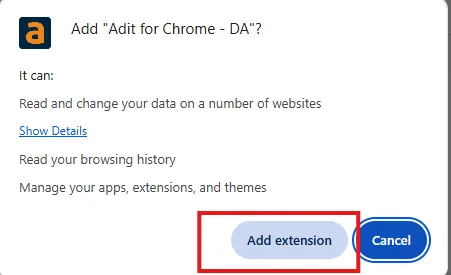 a
Add "Adit for Chrome - DA"?
It can:
Read and change your data on a number of websites
Show Details
Read your browsing history
Manage your apps, extensions, and themes
Add extension Cancel